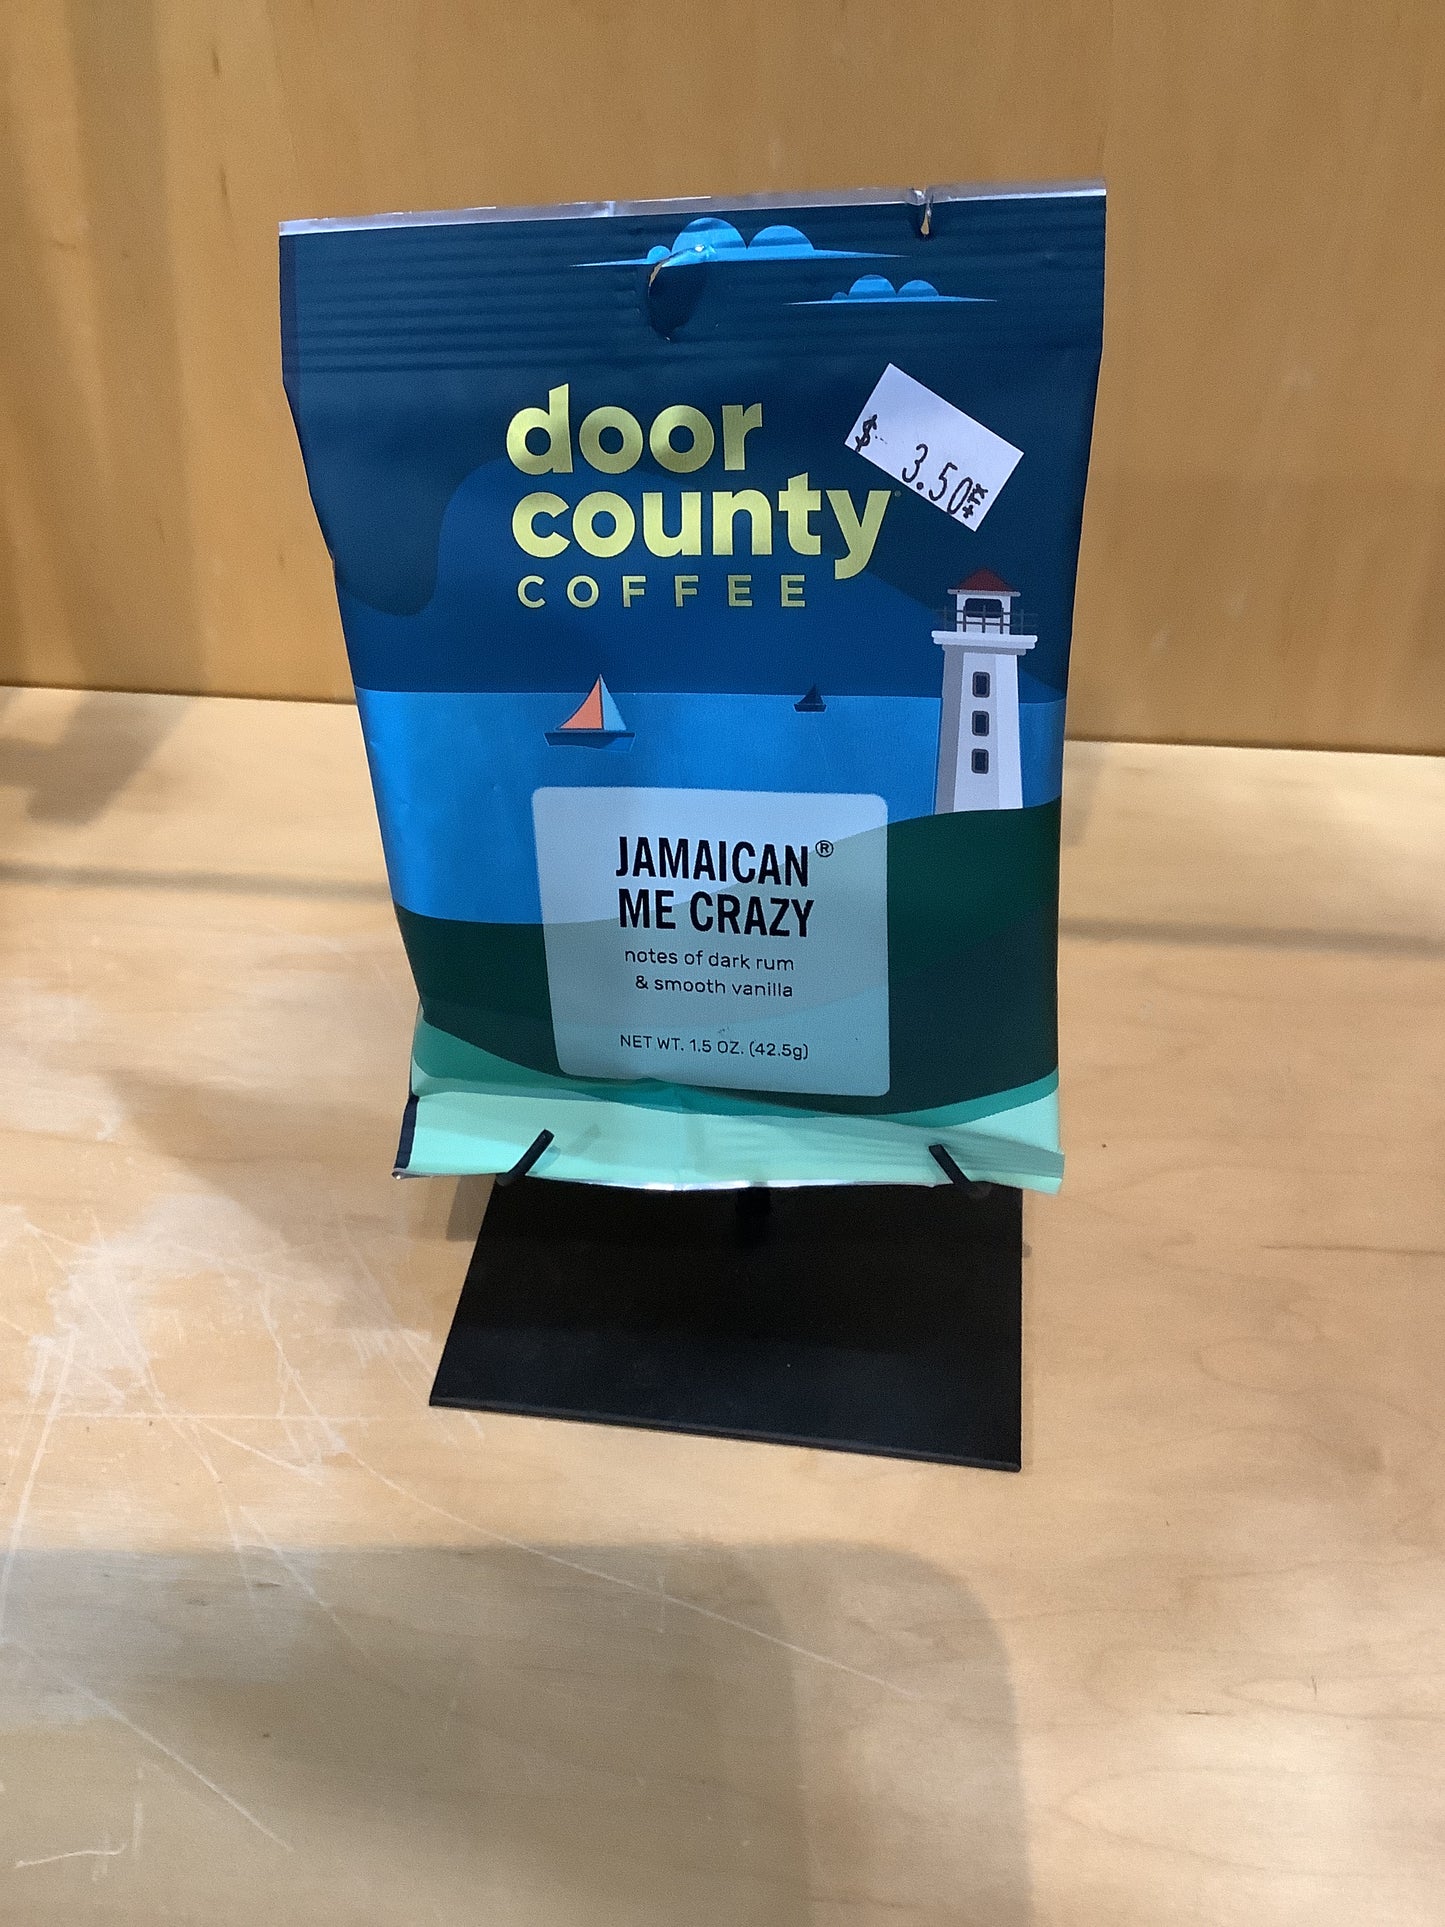 door
county
COFFEE
$ 3.50
JAMAICAN®
ME CRAZY
notes of dark rum
& smooth vanilla
NET WT. 1.5 OZ. (42.5g)